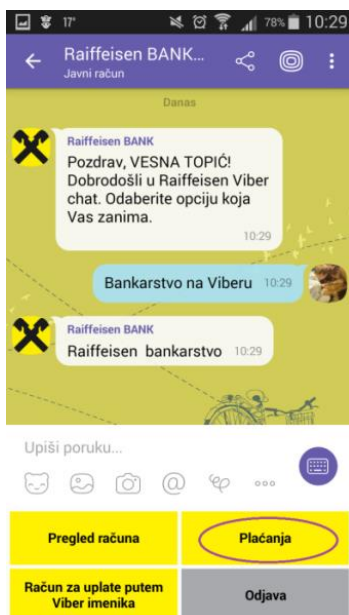 17°
78%
10:29
Raiffeisen BANK...
Javni račun
Danas
Raiffeisen BANK
Pozdrav, VESNA TOPIĆ!
Dobrodošli u Raiffeisen Viber
chat. Odaberite opciju koja
Vas zanima.
10:29
Bankarstvo na Viberu
10:29
Raiffeisen BANK
Raiffeisen bankarstvo
10:29
Upiši poruku...
Pregled računa
Plaćanja
Račun za uplate putem
Viber imenika
Odjava